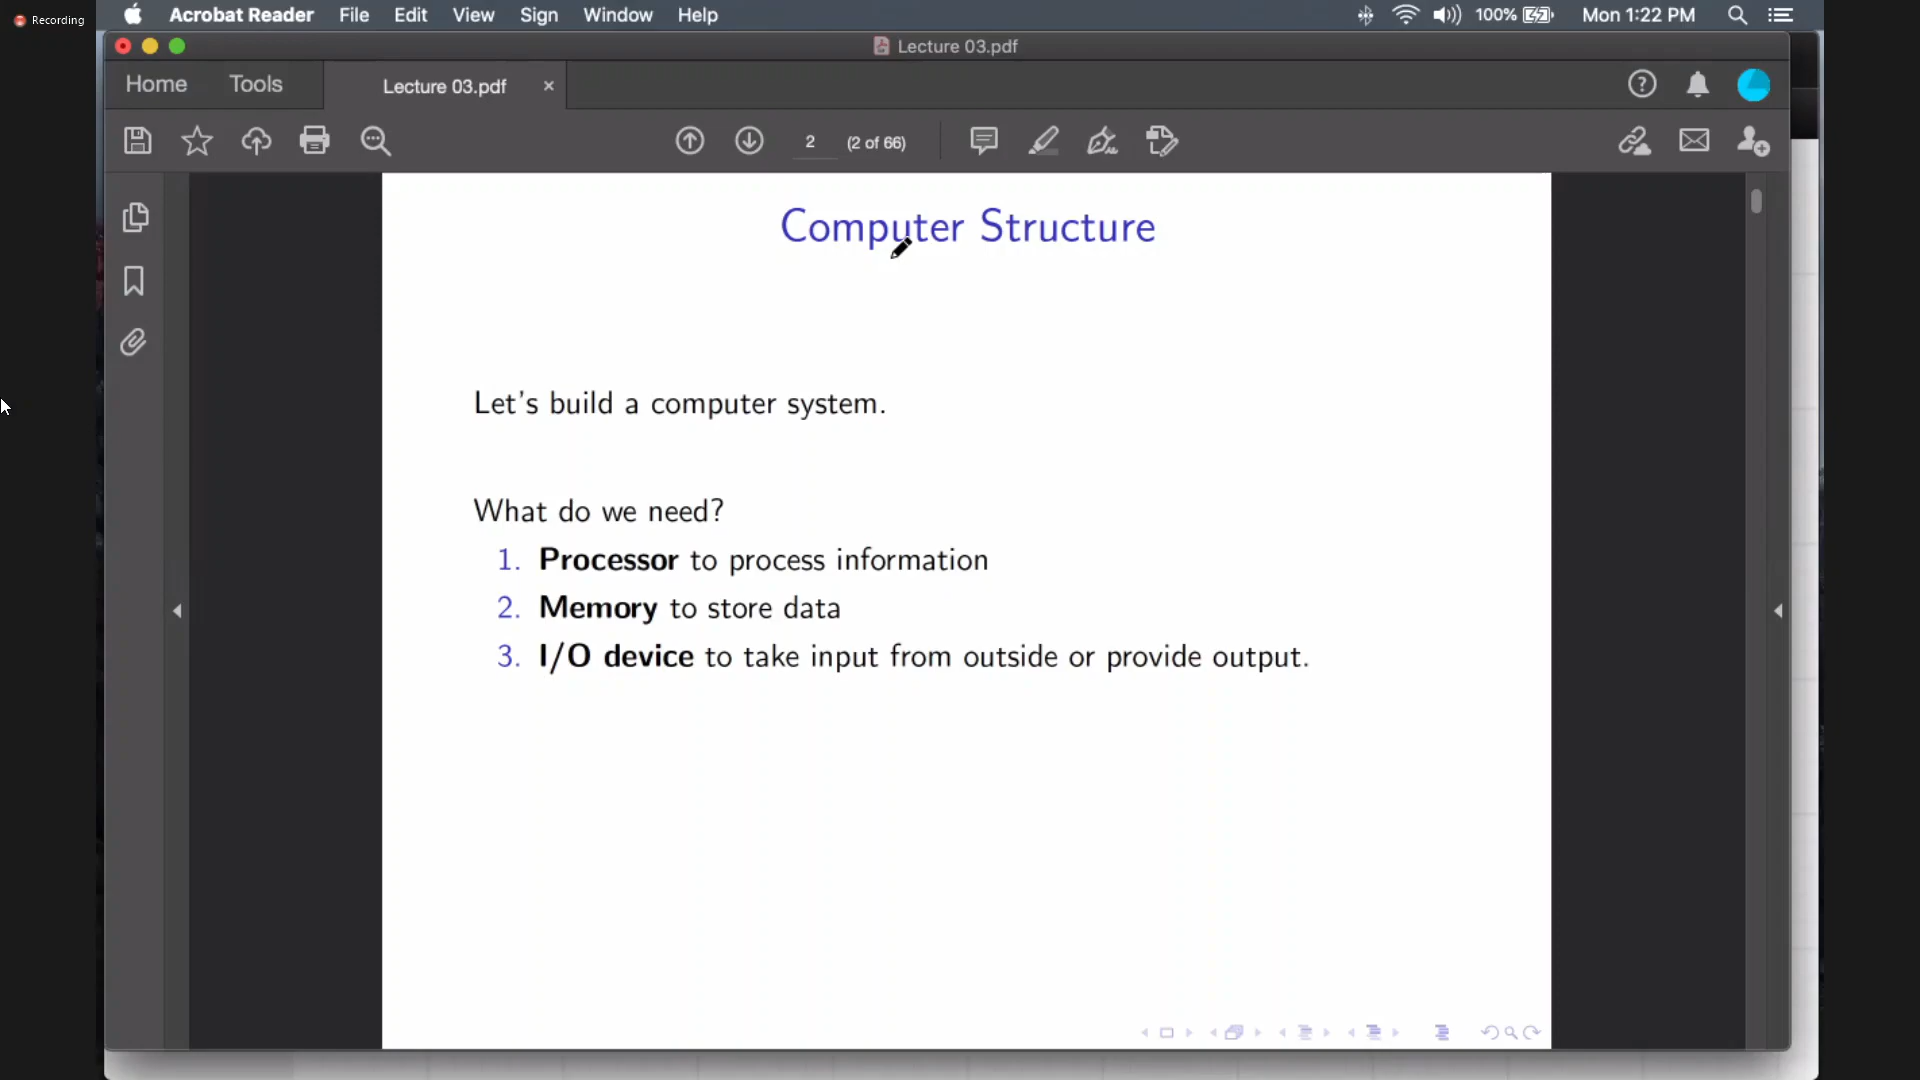 Recording
Acrobat Reader File Edit View Sign Window Help 100% Mon 1:22 PM
Lecture 03.pdf
Home Tools Lecture 03.pdf ×
2 (2 of 66)
Computer Structure
Let's build a computer system.
What do we need?
1. Processor to process information
2. Memory to store data
3. I/O device to take input from outside or provide output.